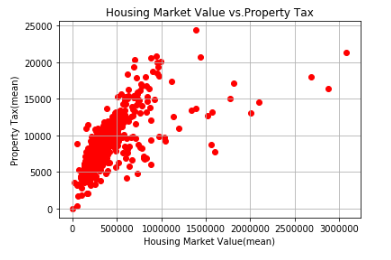 Housing Market Value vs.Property Tax
25000
20000
15000
10000
5000
0
Property Tax(mean)
0 500000 1000000 1500000 2000000 2500000 3000000
Housing Market Value(mean)